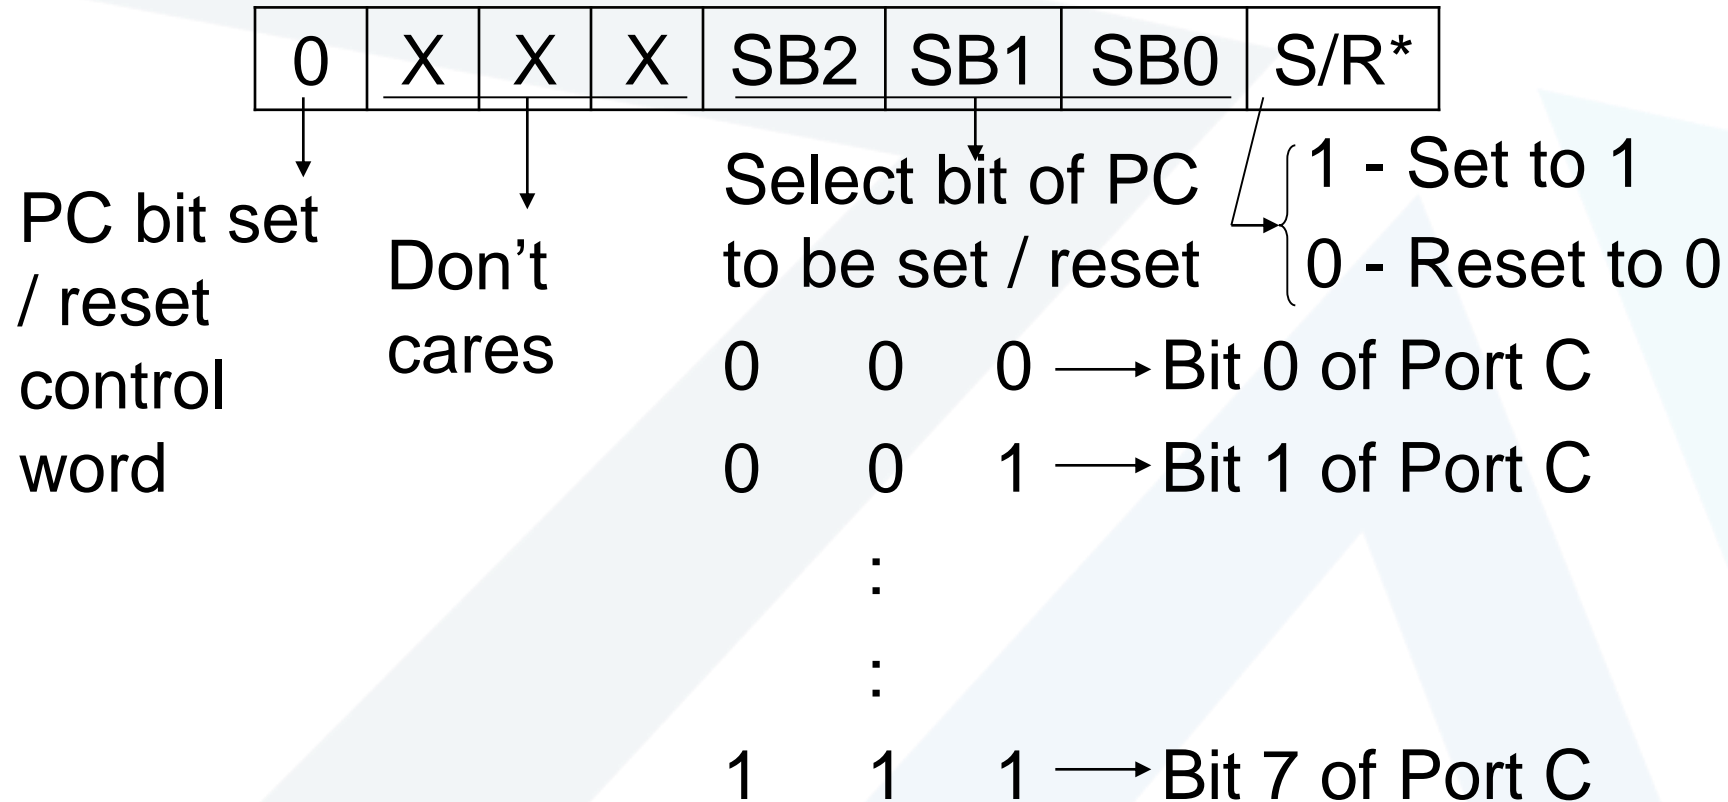 0 X X X SB2 SB1 SB0 S/R*
PC bit set
/ reset
control
word
Don’t
cares
Select bit of PC
to be set / reset
1 - Set to 1
0 - Reset to 0
0 0 0 Bit 0 of Port C
0 0 1 Bit 1 of Port C
:
:
1 1 1 Bit 7 of Port C